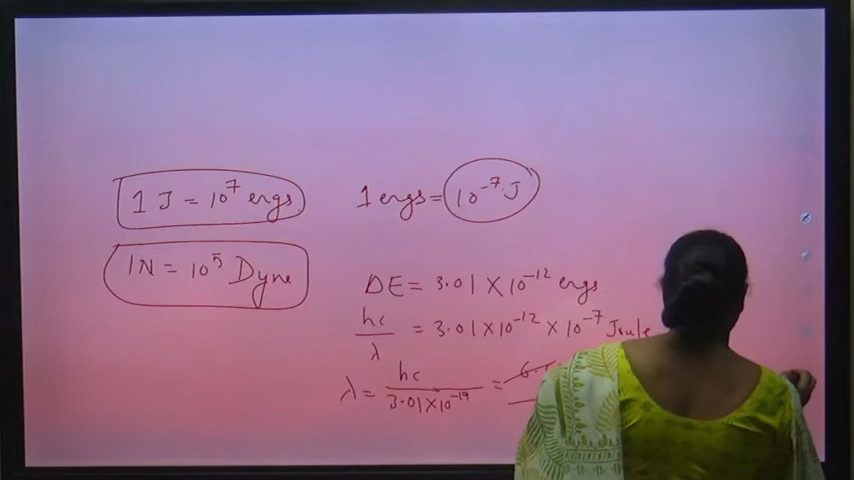 1 J = 10⁷ ergs
1 ergs = 10⁻⁷ J
1N = 10⁵ Dyne
DE = 3.01 × 10⁻¹² ergs
hc/λ = 3.01 × 10⁻¹² × 10⁻⁷ Joule
λ = hc/3.01 × 10⁻¹⁹ =